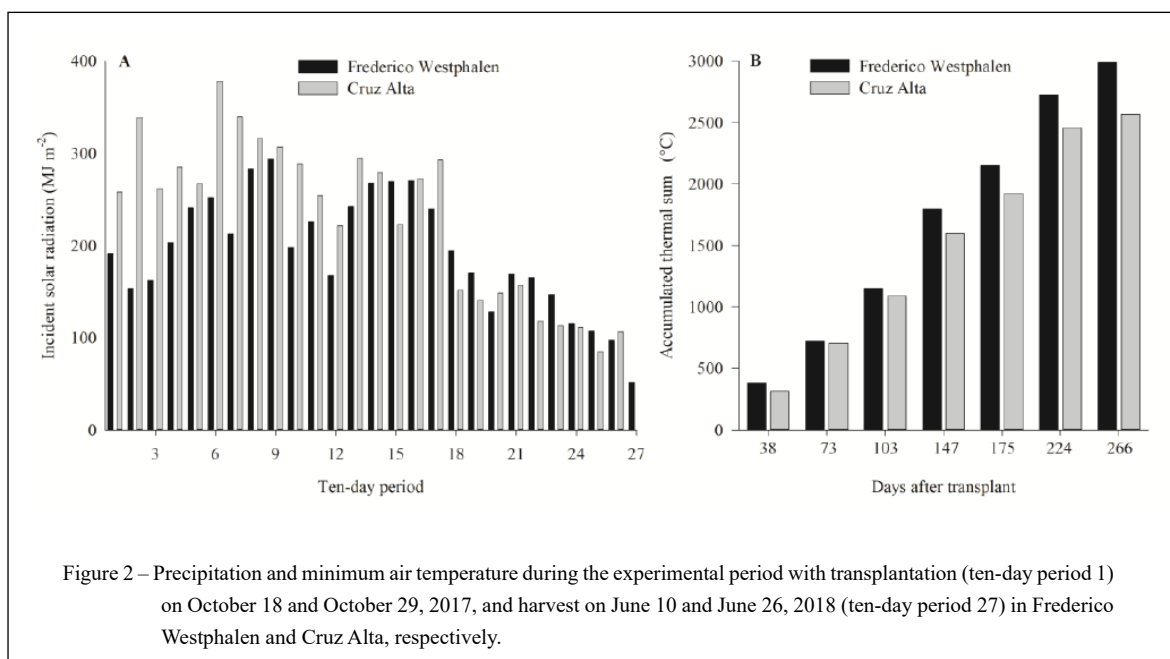 A
Frederico Westphalen
Cruz Alta
400
300
200
100
0
Incident solar radiation (MJ m-2)
3 6 9 12 15 18 21 24 27
Ten-day period
B
Frederico Westphalen
Cruz Alta
3000
2500
2000
1500
1000
500
0
Accumulated thermal sum (°C)
38 73 103 147 175 224 266
Days after transplant
Figure 2 – Precipitation and minimum air temperature during the experimental period with transplantation (ten-day period 1)
on October 18 and October 29, 2017, and harvest on June 10 and June 26, 2018 (ten-day period 27) in Frederico
Westphalen and Cruz Alta, respectively.